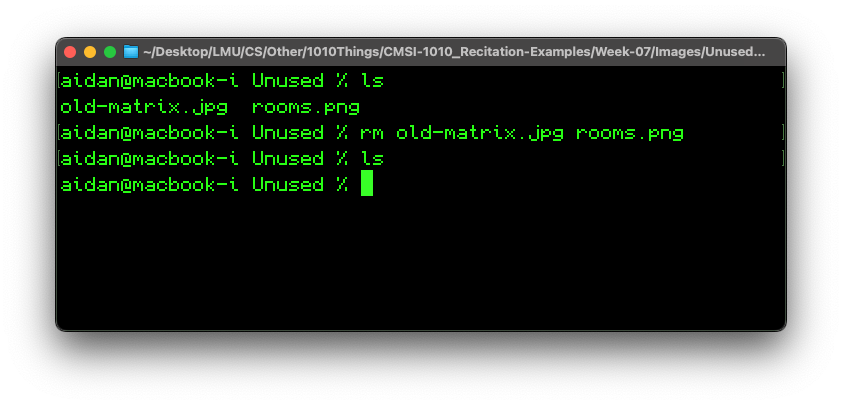 ~/Desktop/LMU/CS/Other/1010Things/CMSI-1010_Recitation-Examples/Week-07/Images/Unused...
[aidan@macbook-i Unused % ls ]
old-matrix.jpg  rooms.png
[aidan@macbook-i Unused % rm old-matrix.jpg rooms.png ]
[aidan@macbook-i Unused % ls ]
aidan@macbook-i Unused %